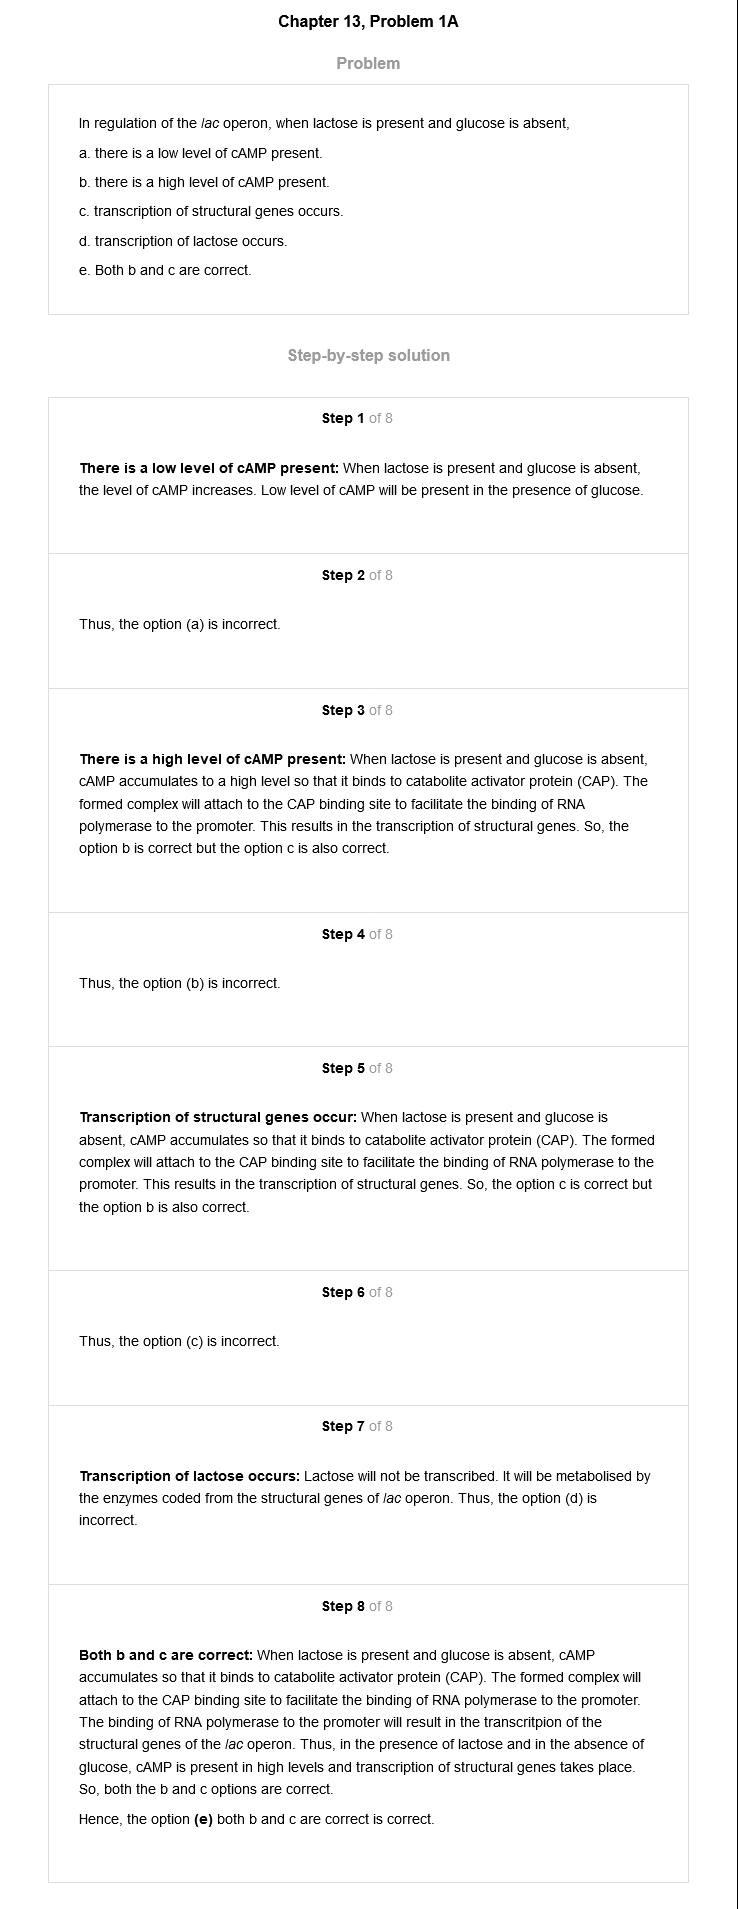 Chapter 13, Problem 1A
Problem
In regulation of the lac operon, when lactose is present and glucose is absent,
a. there is a low level of cAMP present.
b. there is a high level of cAMP present.
c. transcription of structural genes occurs.
d. transcription of lactose occurs.
e. Both b and c are correct.
Step-by-step solution
Step 1 of 8
There is a low level of cAMP present: When lactose is present and glucose is absent,
the level of cAMP increases. Low level of cAMP will be present in the presence of glucose.
Step 2 of 8
Thus, the option (a) is incorrect.
Step 3 of 8
There is a high level of cAMP present: When lactose is present and glucose is absent,
cAMP accumulates to a high level so that it binds to catabolite activator protein (CAP). The
formed complex will attach to the CAP binding site to facilitate the binding of RNA
polymerase to the promoter. This results in the transcription of structural genes. So, the
option b is correct but the option c is also correct.
Step 4 of 8
Thus, the option (b) is incorrect.
Step 5 of 8
Transcription of structural genes occur: When lactose is present and glucose is
absent, cAMP accumulates so that it binds to catabolite activator protein (CAP). The formed
complex will attach to the CAP binding site to facilitate the binding of RNA polymerase to the
promoter. This results in the transcription of structural genes. So, the option c is correct but
the option b is also correct.
Step 6 of 8
Thus, the option (c) is incorrect.
Step 7 of 8
Transcription of lactose occurs: Lactose will not be transcribed. It will be metabolised by
the enzymes coded from the structural genes of lac operon. Thus, the option (d) is
incorrect.
Step 8 of 8
Both b and c are correct: When lactose is present and glucose is absent, cAMP
accumulates so that it binds to catabolite activator protein (CAP). The formed complex will
attach to the CAP binding site to facilitate the binding of RNA polymerase to the promoter.
The binding of RNA polymerase to the promoter will result in the transcritpion of the
structural genes of the lac operon. Thus, in the presence of lactose and in the absence of
glucose, cAMP is present in high levels and transcription of structural genes takes place.
So, both the b and c options are correct.
Hence, the option (e) both b and c are correct is correct.